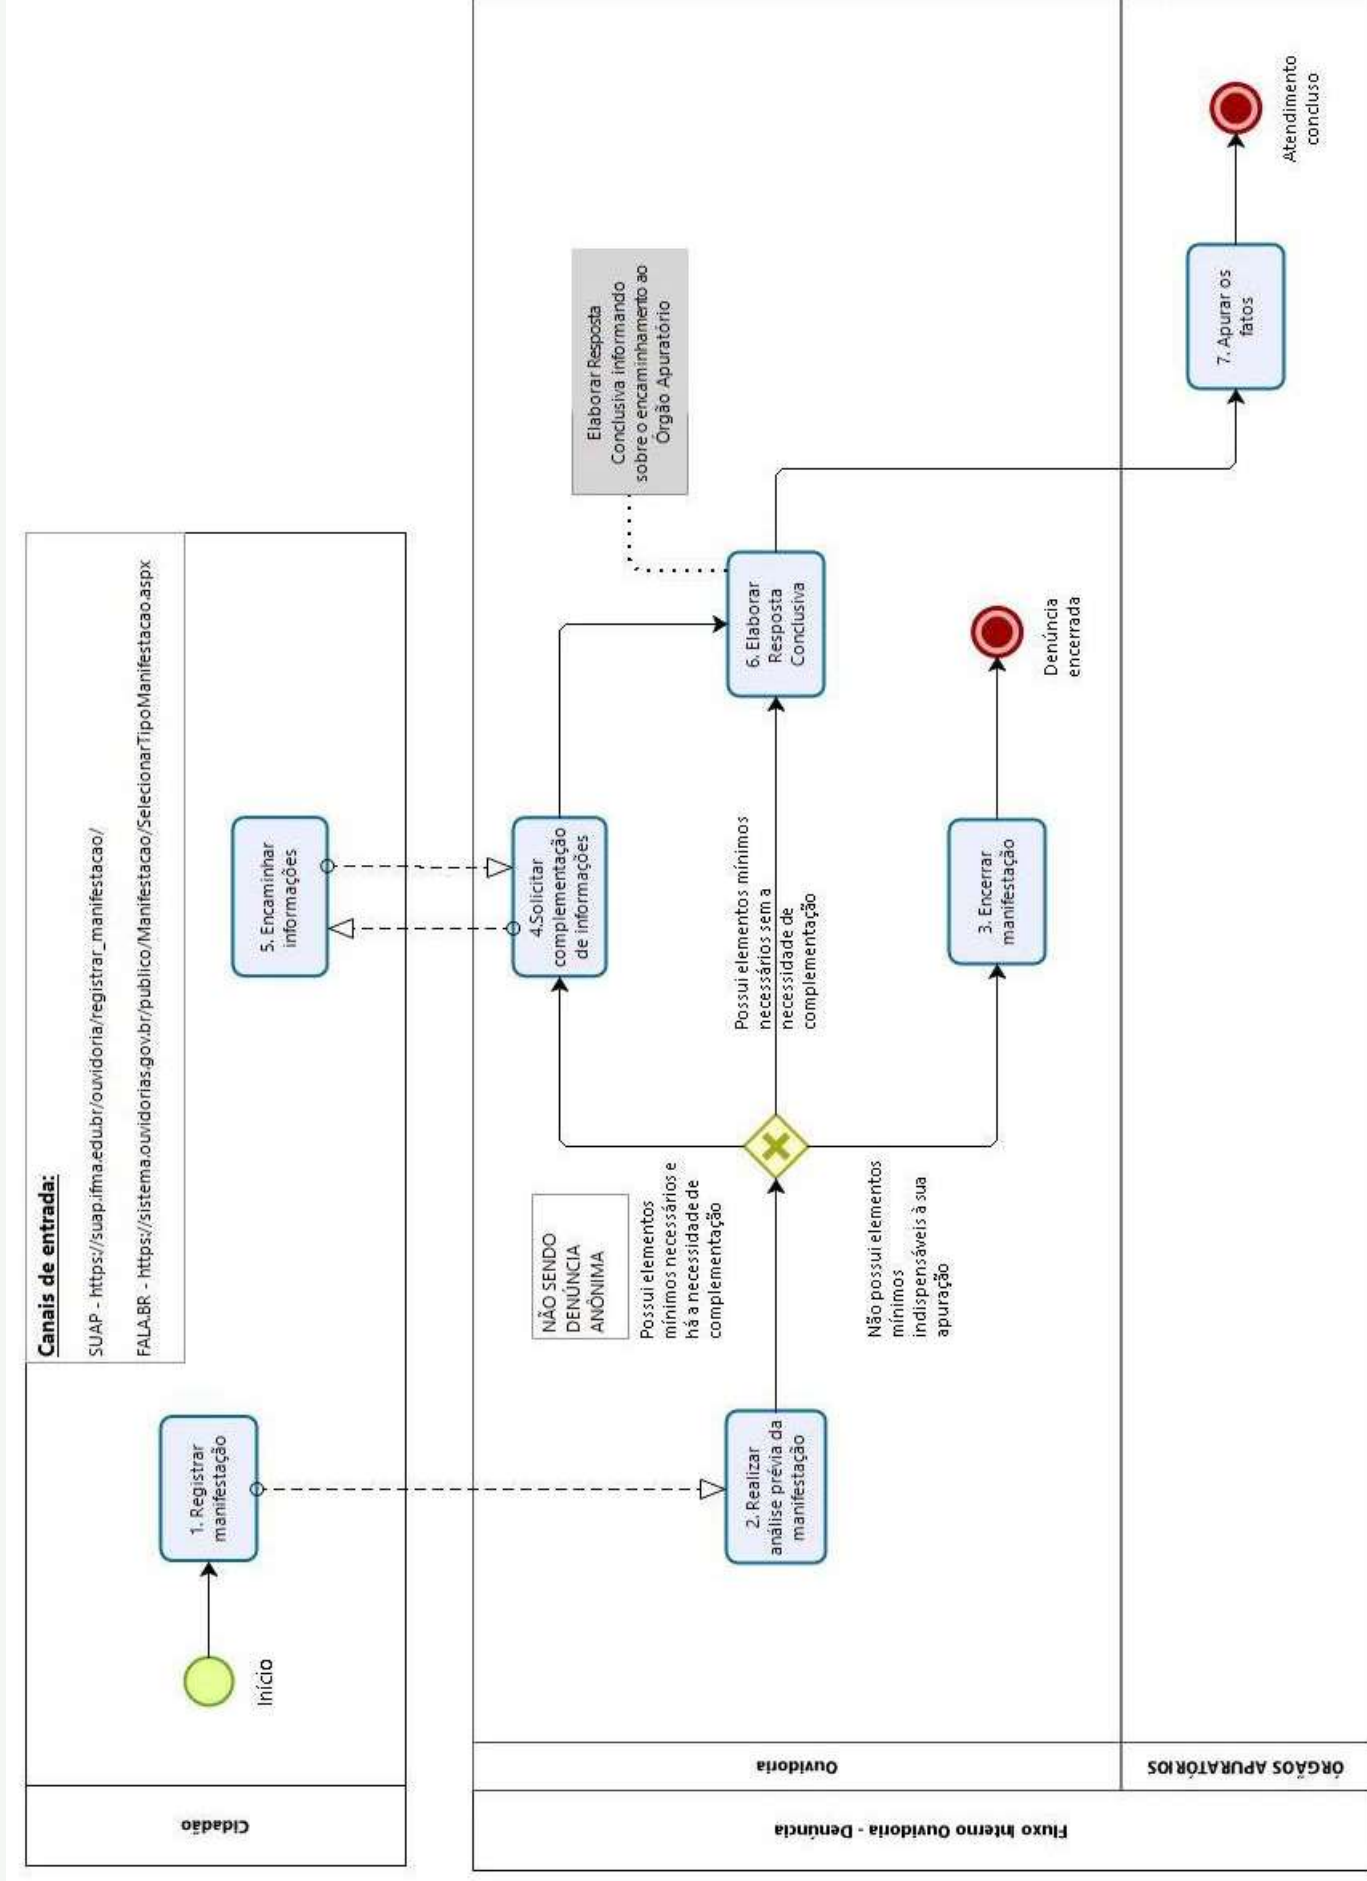 Canais de entrada:
SUAP - https://suap.ifma.edu.br/ouvidoria/registrar_manifestacao/
FALA.BR - https://sistema.ouvidorias.gov.br/publico/Manifestacao/SelecionarTipoManifestacao.aspx
Cidadão
Início
1. Registrar
manifestação
5. Encaminhar
informações
Fluxo Interno Ouvidoria - Denúncia
Ouvidoria
2. Realizar
análise prévia da
manifestação
NÃO SENDO
DENÚNCIA
ANÔNIMA
Possui elementos
mínimos necessários e
há a necessidade de
complementação
Não possui elementos
mínimos
indispensáveis à sua
apuração
4.Solicitar
complementação
de informações
Possui elementos mínimos
necessários sem a
necessidade de
complementação
3. Encerrar
manifestação
Denúncia
encerrada
6. Elaborar
Resposta
Conclusiva
Elaborar Resposta
Conclusiva informando
sobre o encaminhamento ao
Órgão Apuratório
ÓRGÃOS APURATÓRIOS
7. Apurar os
fatos
Atendimento
concluso